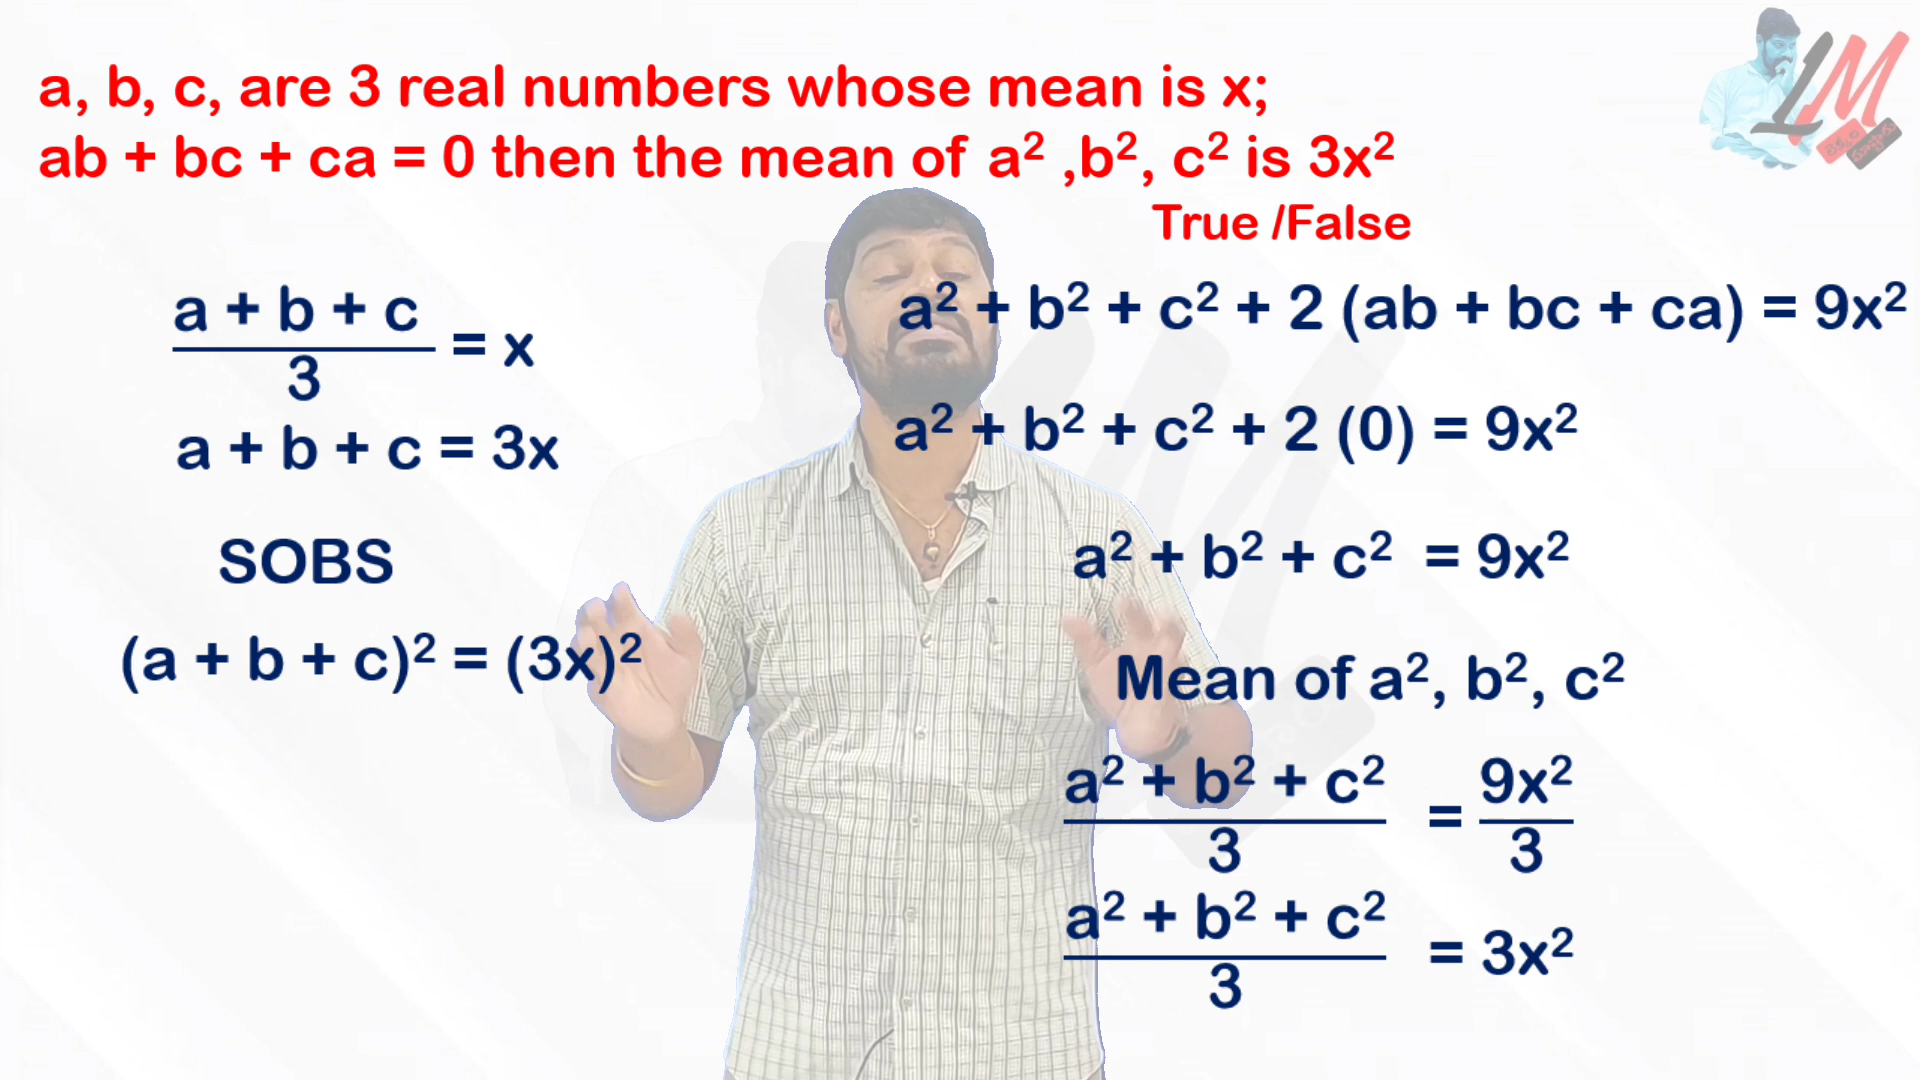 a, b, c, are 3 real numbers whose mean is x;
ab + bc + ca = 0 then the mean of a² ,b², c² is 3x²
True /False
a + b + c
3
= x
a + b + c = 3x
SOBS
(a + b + c)² = (3x)²
a² + b² + c² + 2 (ab + bc + ca) = 9x²
a² + b² + c² + 2 (0) = 9x²
a² + b² + c² = 9x²
Mean of a², b², c²
a² + b² + c²
3
=
9x²
3
a² + b² + c²
3
= 3x²
LM